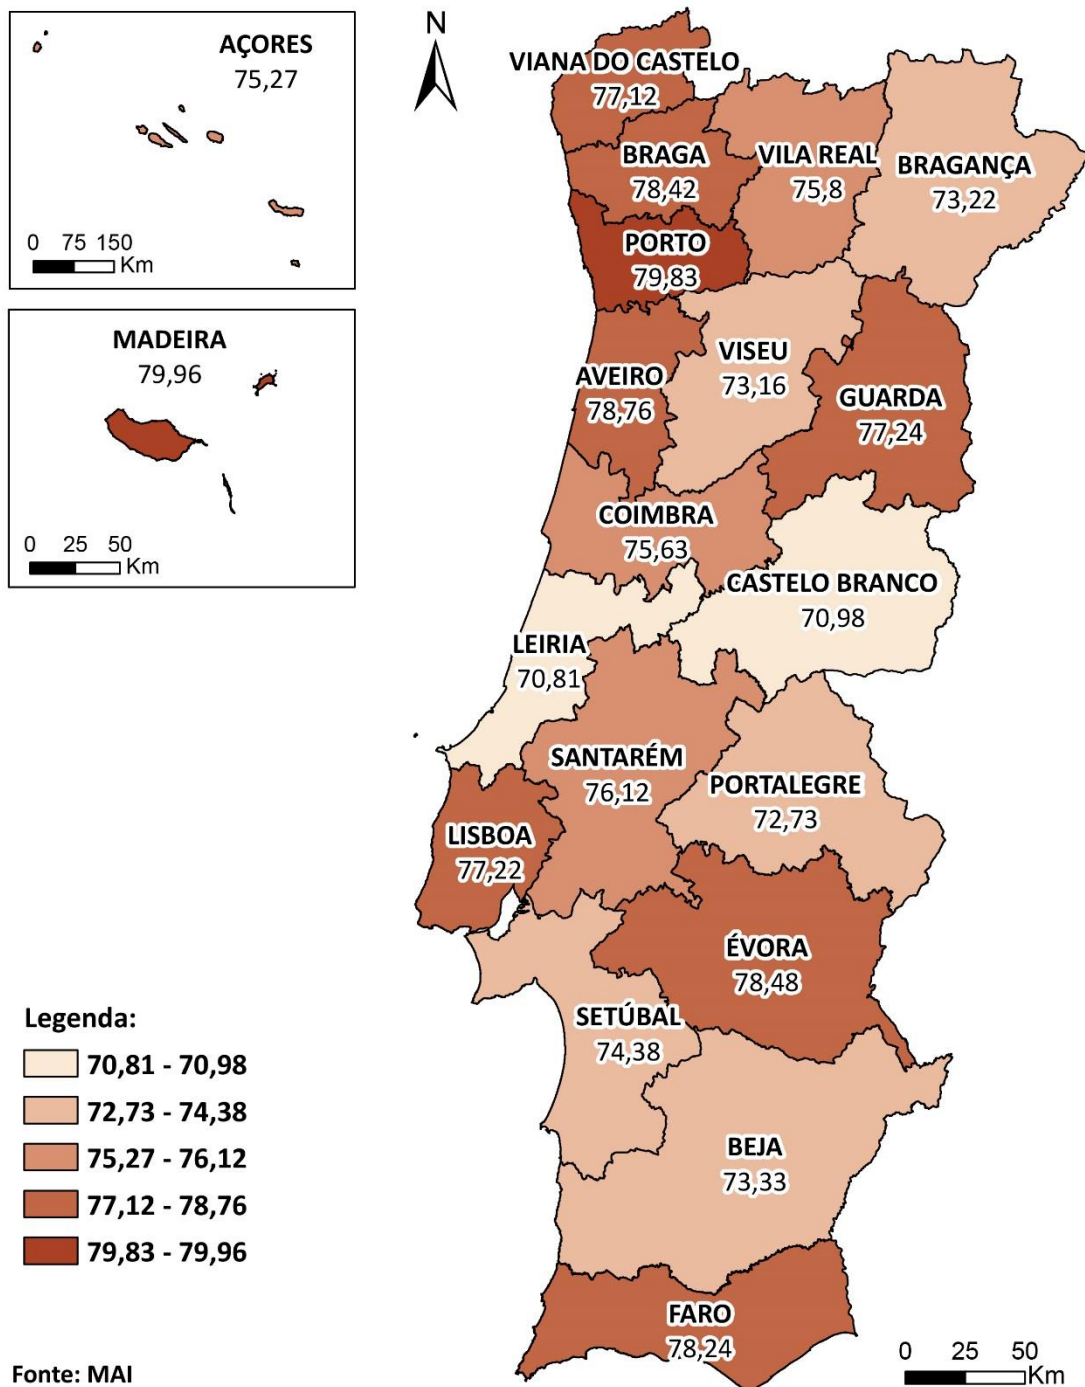 AÇORES
75,27
0 75 150
Km
MADEIRA
79,96
0 25 50
Km
N
VIANA DO CASTELO
77,12
BRAGA
78,42
VILA REAL
75,8
BRAGANÇA
73,22
PORTO
79,83
VISEU
73,16
AVEIRO
78,76
GUARDA
77,24
COIMBRA
75,63
CASTELO BRANCO
70,98
LEIRIA
70,81
SANTARÉM
76,12
PORTALEGRE
72,73
LISBOA
77,22
ÉVORA
78,48
SETÚBAL
74,38
BEJA
73,33
FARO
78,24
Legenda:
70,81 - 70,98
72,73 - 74,38
75,27 - 76,12
77,12 - 78,76
79,83 - 79,96
Fonte: MAI
0 25 50
Km